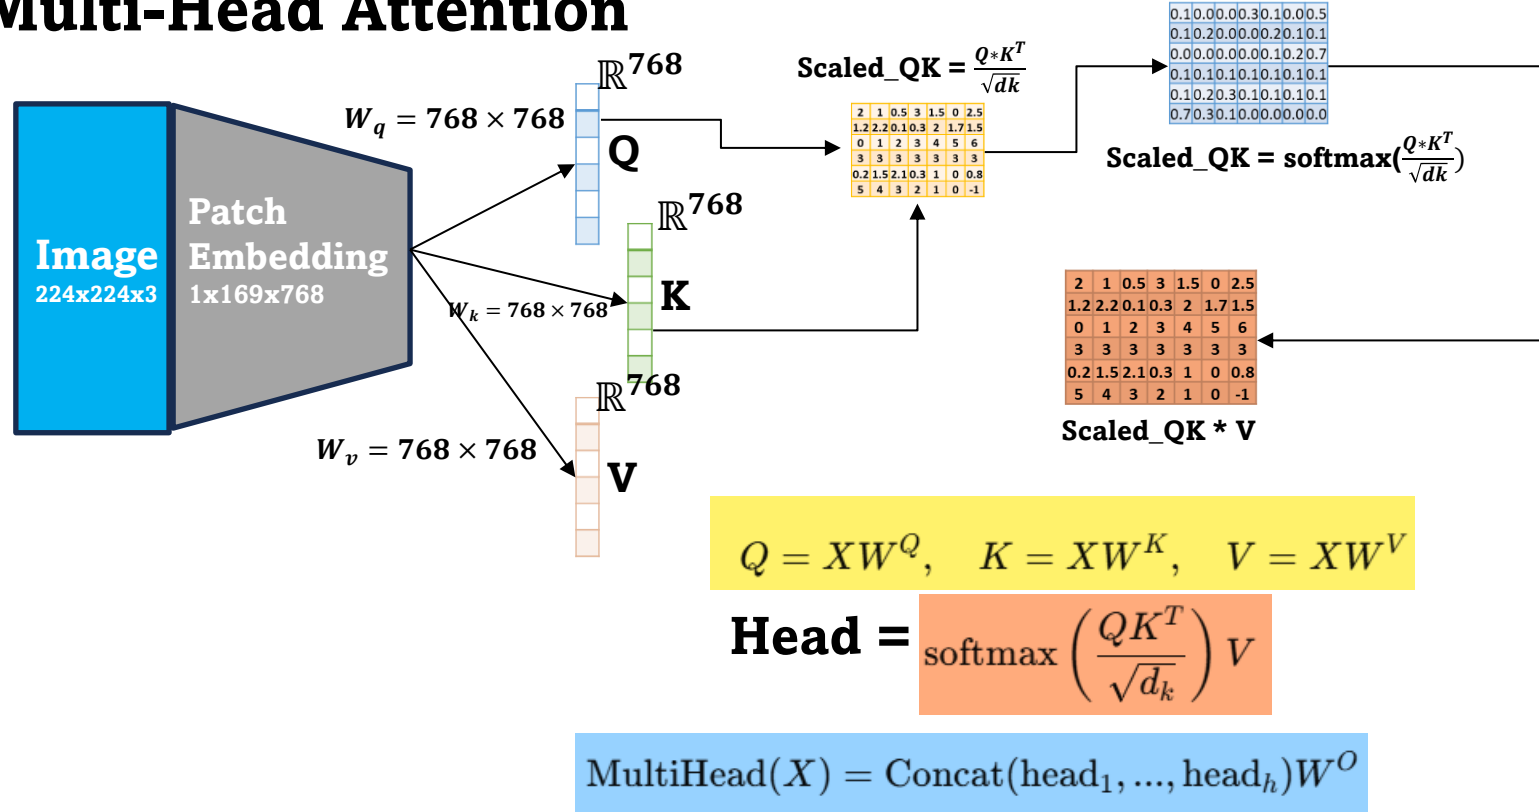 Multi-Head Attention
Image
224x224x3
Patch
Embedding
1x169x768
W_q = 768 × 768
ℝ^768
Q
W_k = 768 × 768
ℝ^768
K
W_v = 768 × 768
ℝ^768
V
Scaled_QK = Q*K^T / √dk
2 1 0.5 3 1.5 0 2.5
1.2 2.2 0.1 0.3 2 1.7 1.5
0 1 2 3 4 5 6
3 3 3 3 3 3 3
0.2 1.5 2.1 0.3 1 0 0.8
5 4 3 2 1 0 -1
0.1 0.0 0.0 0.3 0.1 0.0 0.5
0.1 0.2 0.0 0.0 0.2 0.1 0.1
0.0 0.0 0.0 0.0 0.1 0.2 0.7
0.1 0.1 0.1 0.1 0.1 0.1 0.1
0.1 0.2 0.3 0.1 0.1 0.1 0.1
0.7 0.3 0.1 0.0 0.0 0.0 0.0
Scaled_QK = softmax(Q*K^T / √dk)
2 1 0.5 3 1.5 0 2.5
1.2 2.2 0.1 0.3 2 1.7 1.5
0 1 2 3 4 5 6
3 3 3 3 3 3 3
0.2 1.5 2.1 0.3 1 0 0.8
5 4 3 2 1 0 -1
Scaled_QK * V
Q = XW^Q, K = XW^K, V = XW^V
Head = softmax(QK^T / √d_k) V
MultiHead(X) = Concat(head_1, ..., head_h)W^O